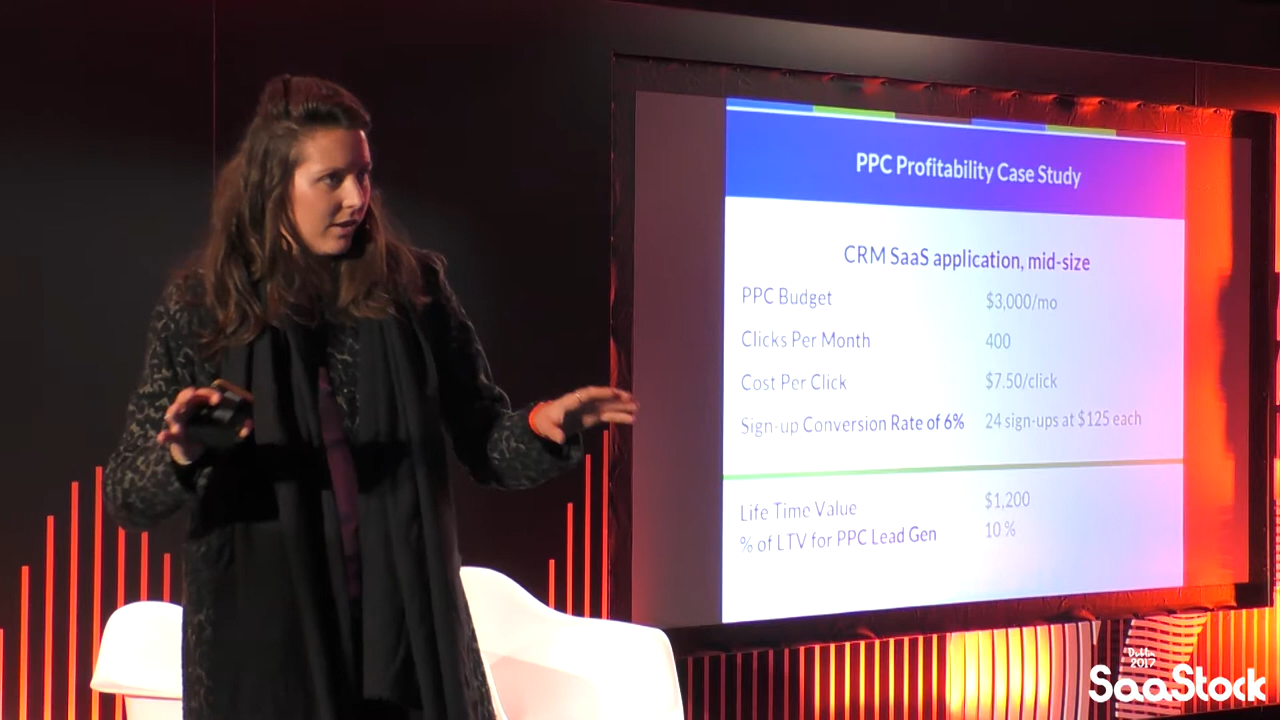 PPC Profitability Case Study
CRM SaaS application, mid-size
PPC Budget $3,000/mo
Clicks Per Month 400
Cost Per Click $7.50/click
Sign-up Conversion Rate of 6% 24 sign-ups at $125 each
Life Time Value $1,200
% of LTV for PPC Lead Gen 10 %
Dublin
2017
SaaStock